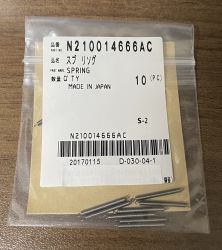 品番 N210014666AC
品名 スプリング
PART NAME SPRING
数量 Q'TY 10 (PC)
MADE IN JAPAN
S-2
N210014666AC
20170115 D-030-04-1